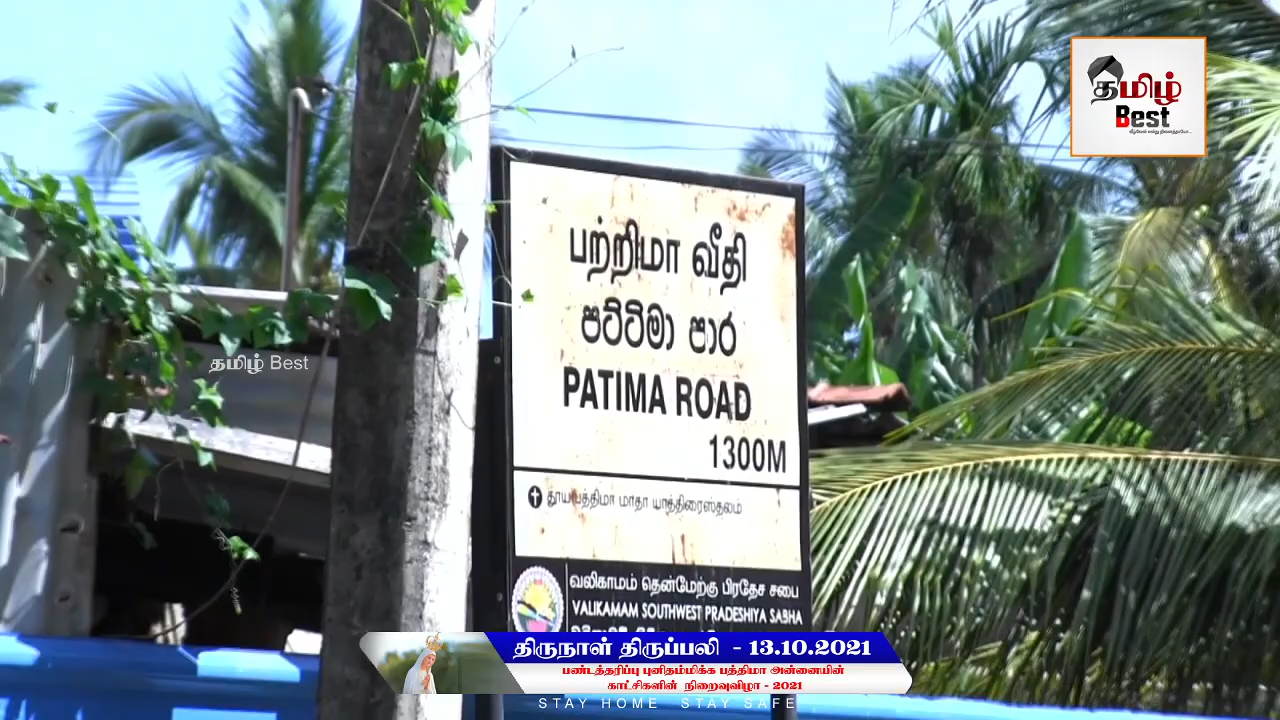 தமிழ்
Best
பற்றிமா வீதி
පට්ටිමා පාර
PATIMA ROAD
1300M
தமிழ் Best
தூயபத்திமா மாதா யாத்திரைஸ்தலம்
வலிகாமம் தென்மேற்கு பிரதேச சபை
VALIKAMAM SOUTHWEST PRADESHIYA SABHA
திருநாள் திருப்பலி - 13.10.2021
பண்டத்தரிப்பு புனிதம்மிக்க பத்திமா அன்னையின்
காட்சிகளின் நிறைவுவிழா - 2021
STAY HOME STAY SAFE